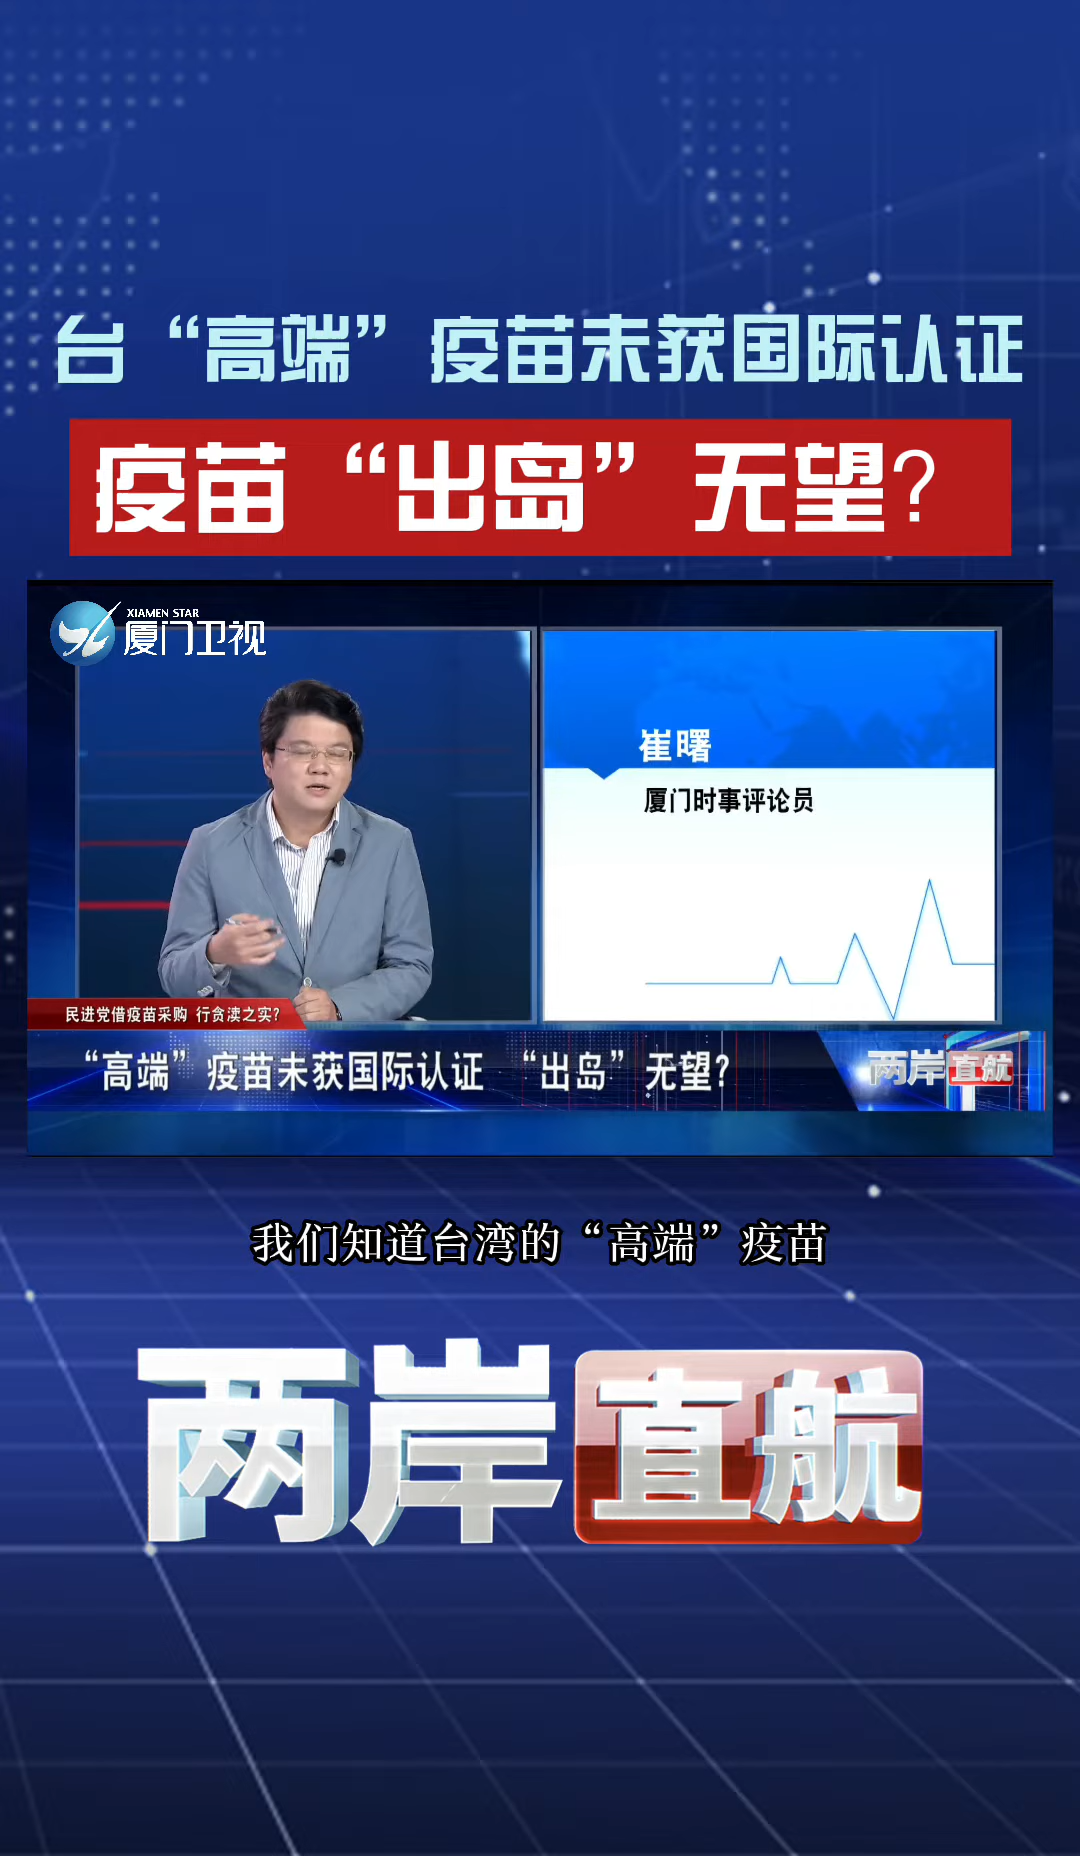 台“高端”疫苗未获国际认证
疫苗“出岛”无望？
XIAMEN STAR
厦门卫视
崔曙
厦门时事评论员
民进党借疫苗采购 行贪渎之实？
“高端”疫苗未获国际认证 “出岛”无望？
两岸直航
我们知道台湾的“高端”疫苗
两岸直航